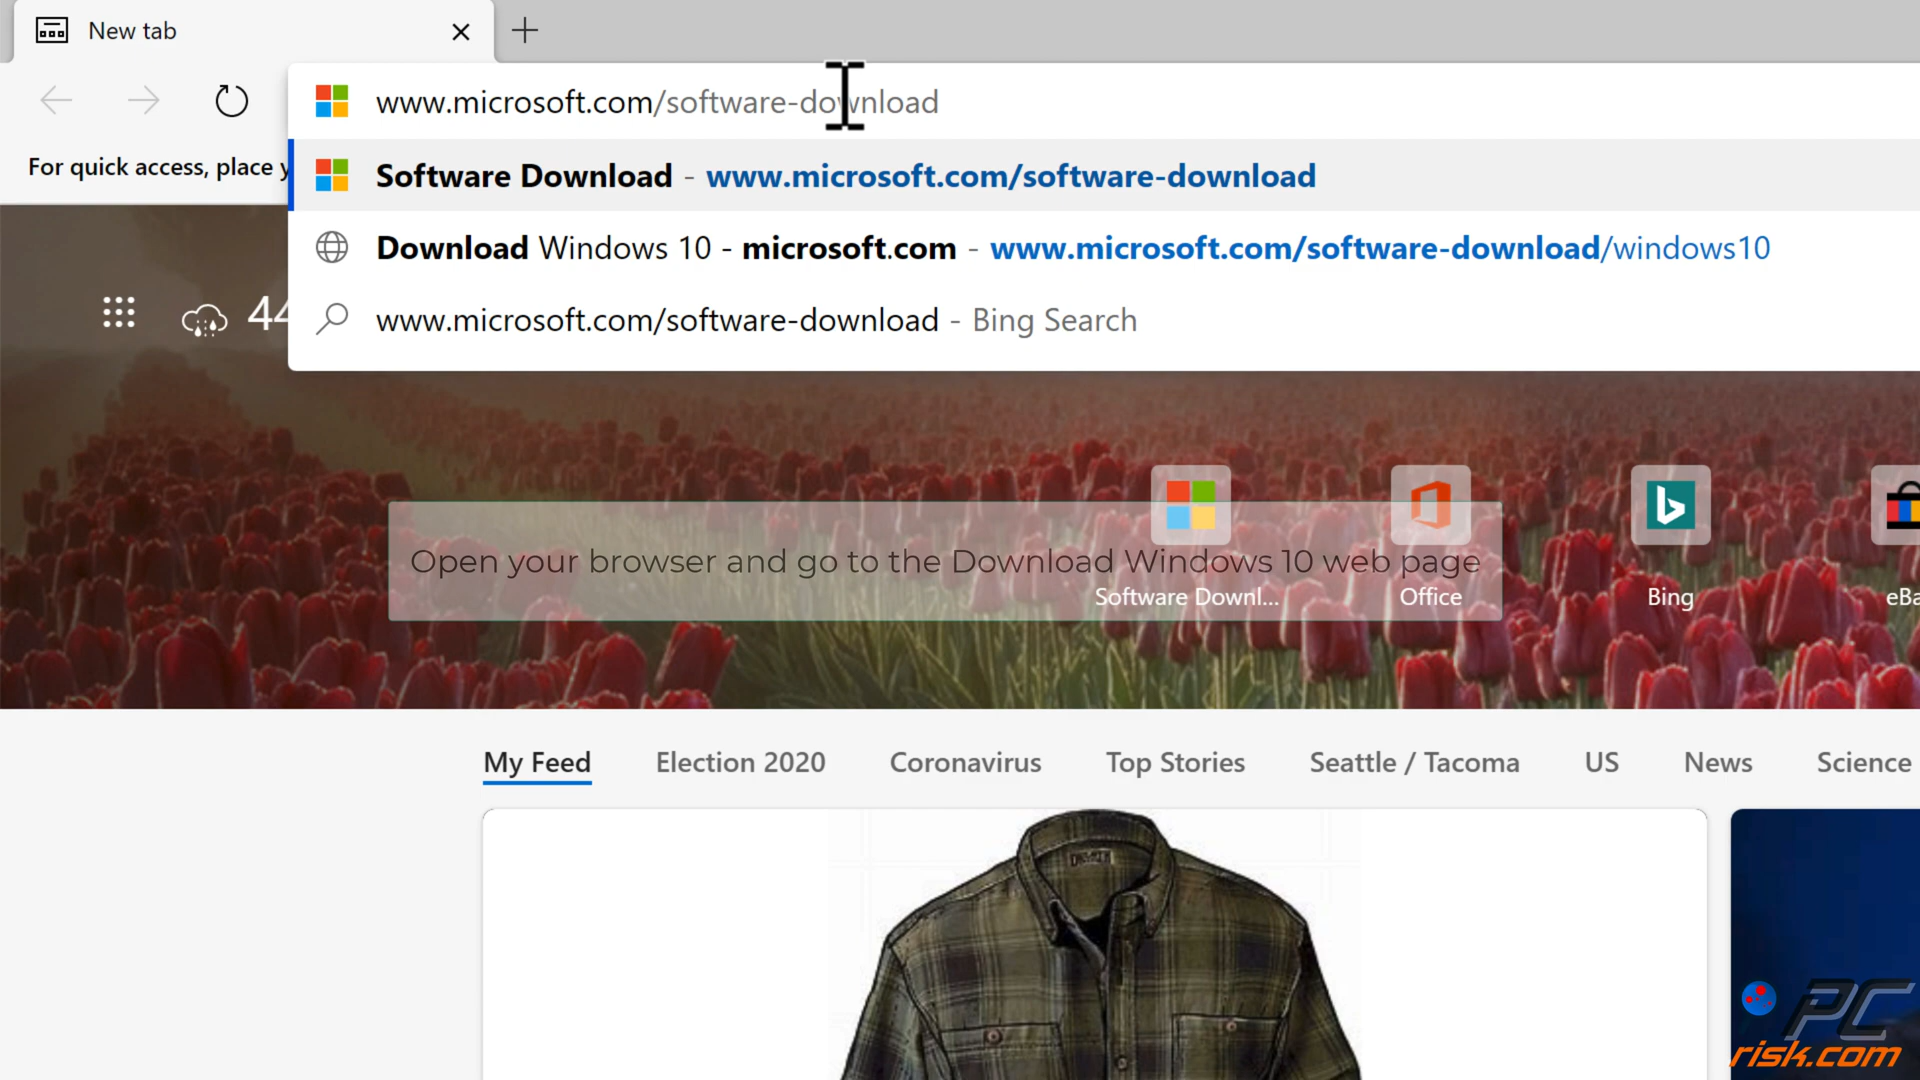 New tab
www.microsoft.com/software-download
For quick access, place y
Software Download - www.microsoft.com/software-download
Download Windows 10 - microsoft.com - www.microsoft.com/software-download/windows10
www.microsoft.com/software-download - Bing Search
44
Open your browser and go to the Download Windows 10 web page
Software Downl...
Office
Bing
eBa
My Feed
Election 2020
Coronavirus
Top Stories
Seattle / Tacoma
US
News
Science
PC
risk.com